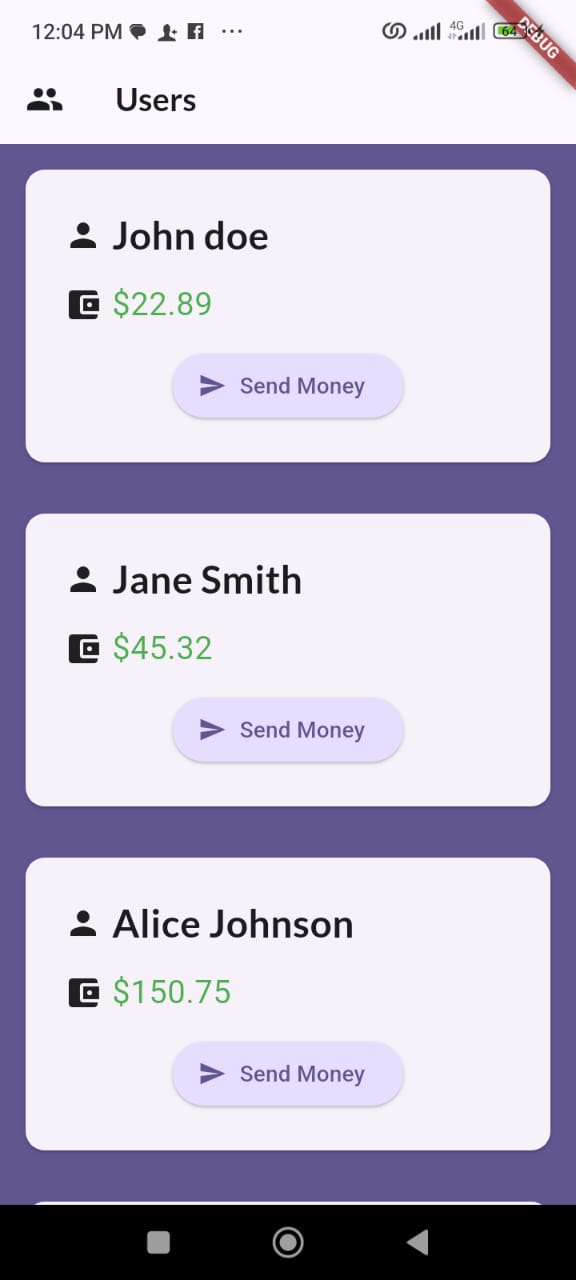 12:04 PM
4G
64
DEBUG
Users
John doe
$22.89
Send Money
Jane Smith
$45.32
Send Money
Alice Johnson
$150.75
Send Money